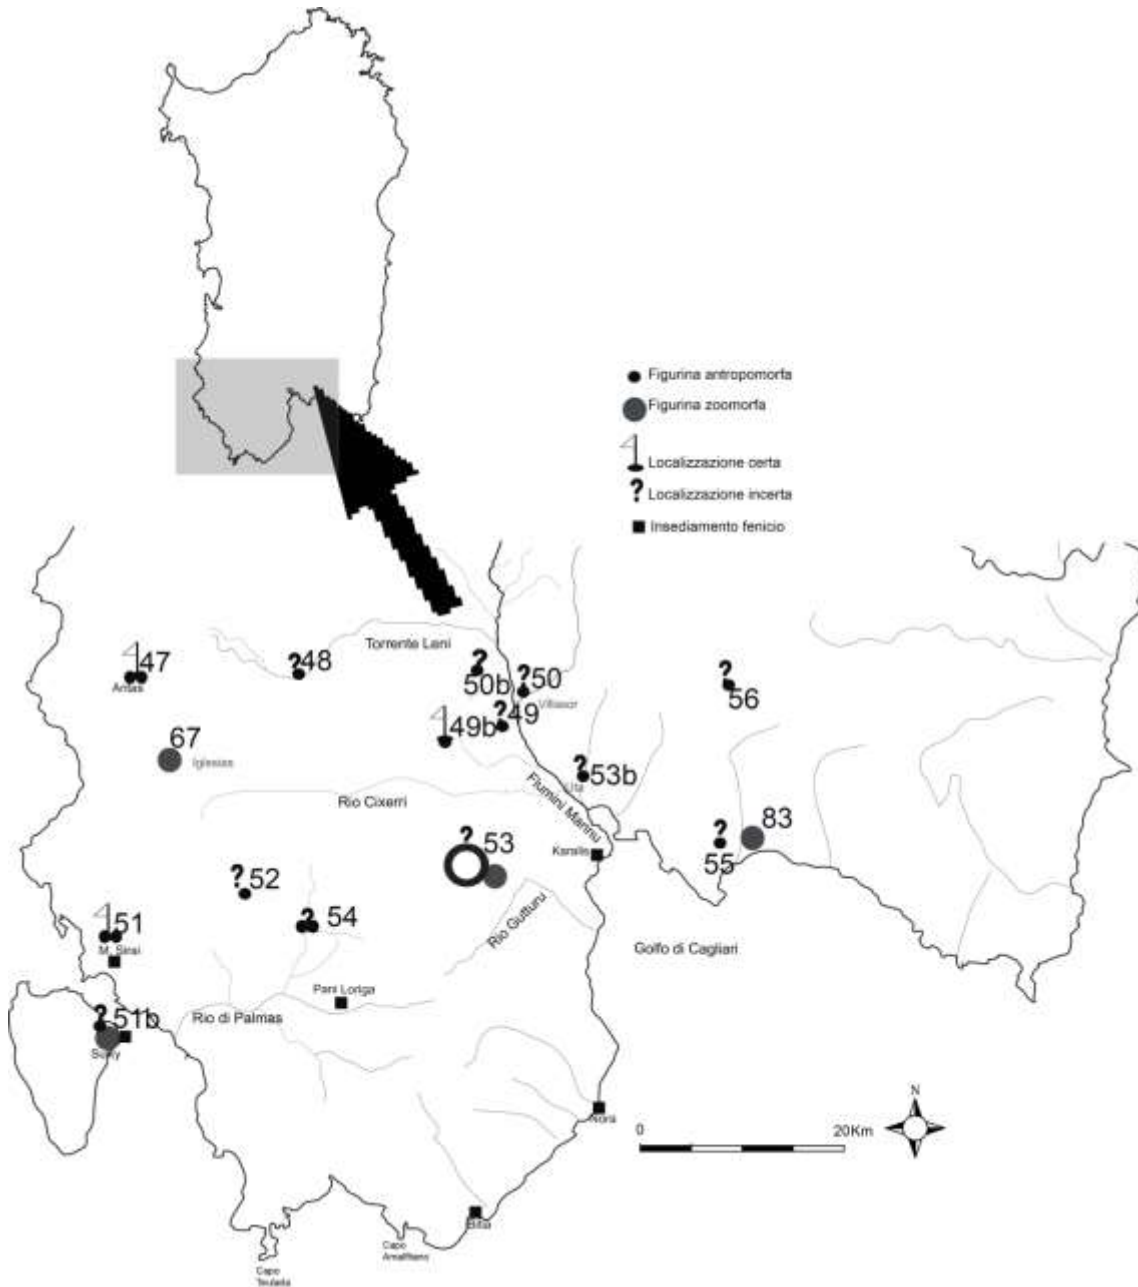 Figurina antropomorfa
Figurina zoomorfa
Localizzazione certa
? Localizzazione incerta
Insediamento fenicio
Torrente Leni
? 48
47
Antas
?
50b
? 50
Villasor
? 49
49b
?
56
67
Iglesias
? 53b
Uta
Rio Cixerri
Flumini Mannu
83
?
55
? 53
Karalis
? 52
? 54
Rio Gutturu
51
M. Sirai
Golfo di Cagliari
Pani Loriga
? 51b
Sulky
Rio di Palmas
N
Nora
0 20Km
Bitia
Capo
Capo
Teulada